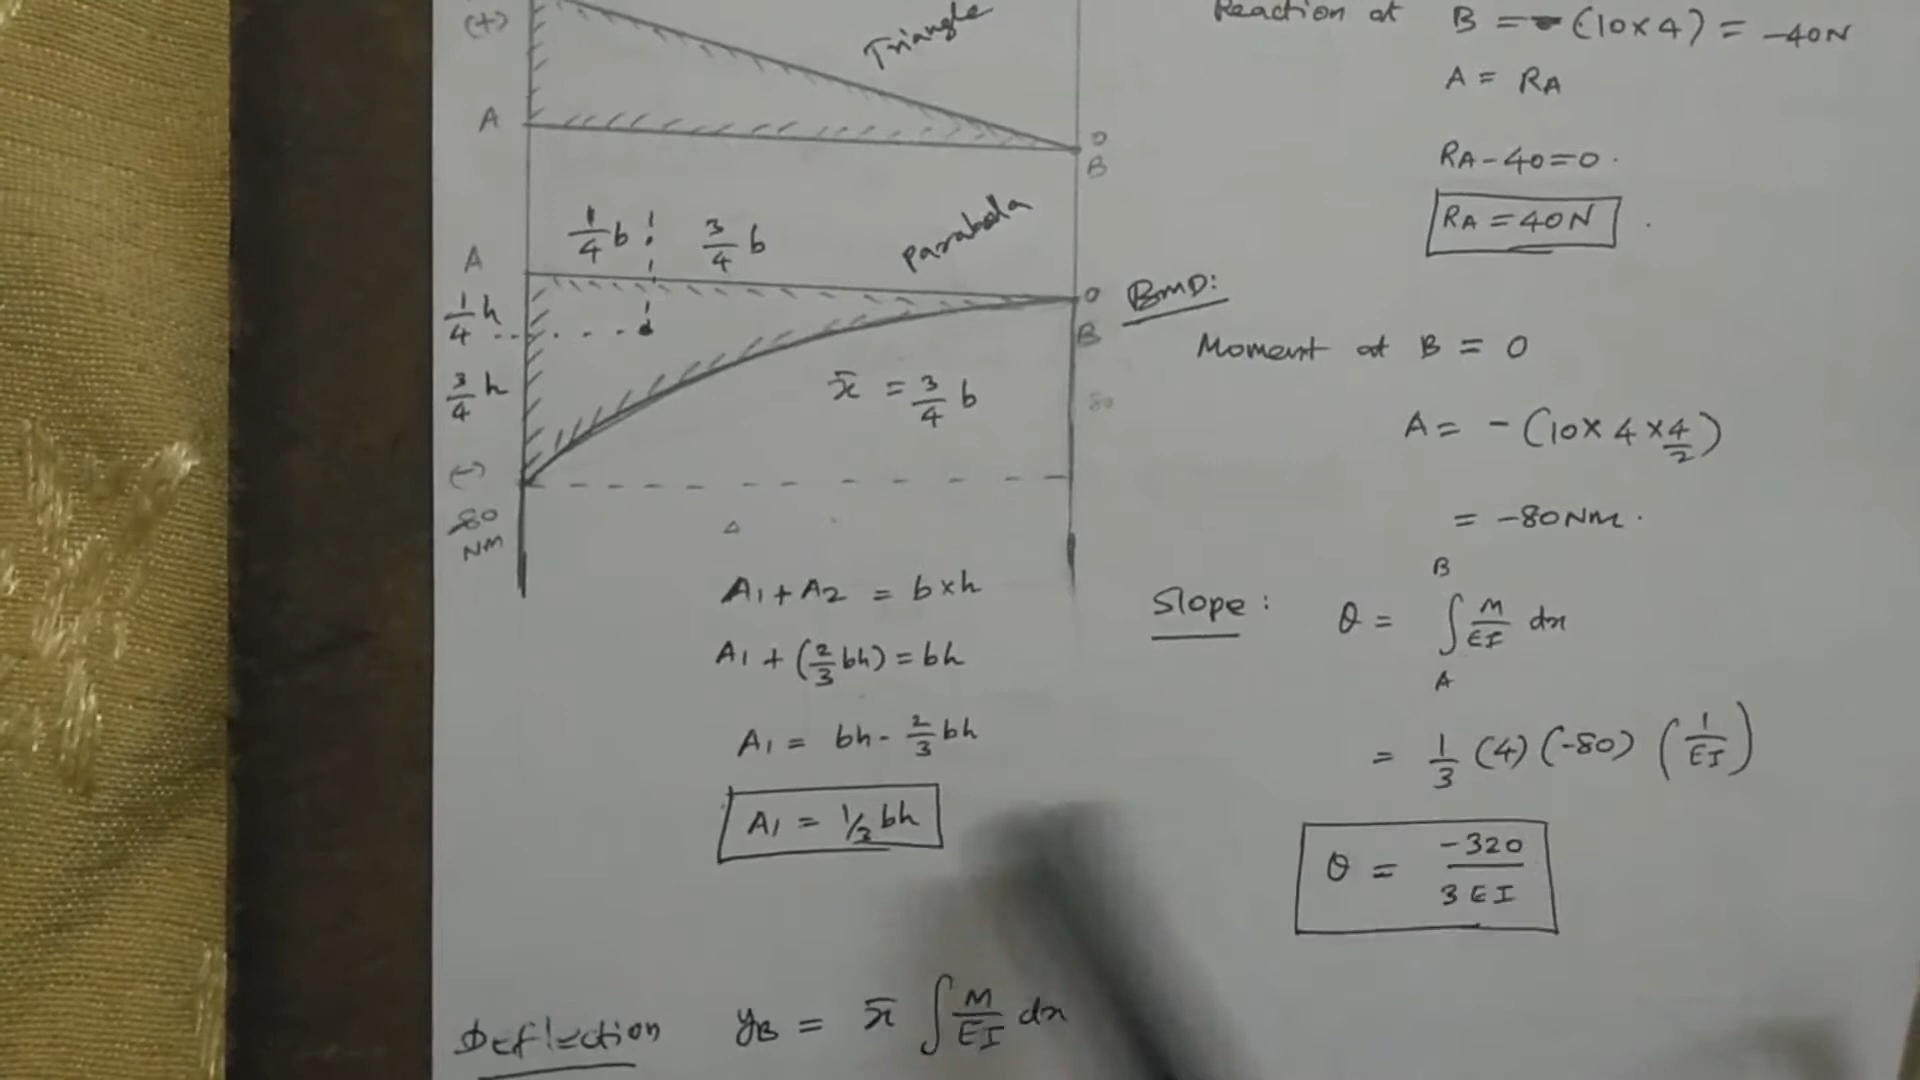 (+)
Triangle
A
O
B
1/4 b 3/4 b
Parabola
A
1/4 h
O
B
3/4 h
x̄ = 3/4 b
80
(-)
-80
NM
A1 + A2 = b×h
A1 + (2/3 bh) = bh
A1 = bh - 2/3 bh
A1 = 1/3 bh
Deflection yB = x̄ ∫ M/EI dx
Reaction at B = -(10×4) = -40N
A = RA
RA - 40 = 0.
RA = 40N
BMD:
Moment at B = 0
A = -(10×4×4/2)
= -80NM.
Slope: θ = ∫ M/EI dx
B
A
= 1/3 (4) (-80) (1/EI)
θ = -320/3EI